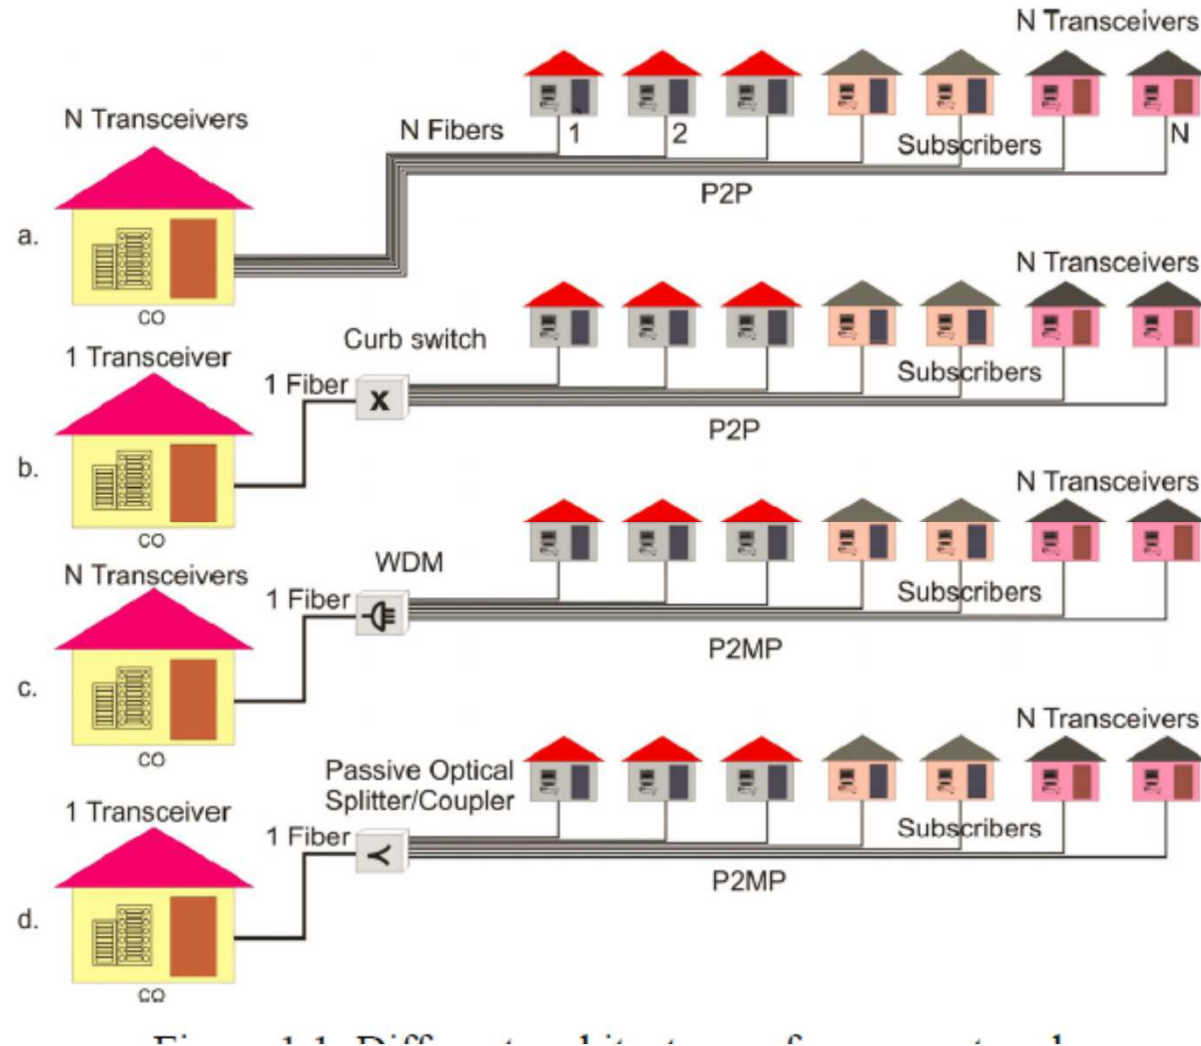 N Transceivers
N Transceivers
N Fibers
1
2
Subscribers
N
P2P
a.
CO
N Transceivers
Curb switch
1 Transceiver
1 Fiber
X
Subscribers
P2P
b.
CO
N Transceivers
WDM
N Transceivers
1 Fiber
Subscribers
P2MP
c.
CO
N Transceivers
Passive Optical
Splitter/Coupler
1 Transceiver
1 Fiber
Subscribers
P2MP
d.
CO